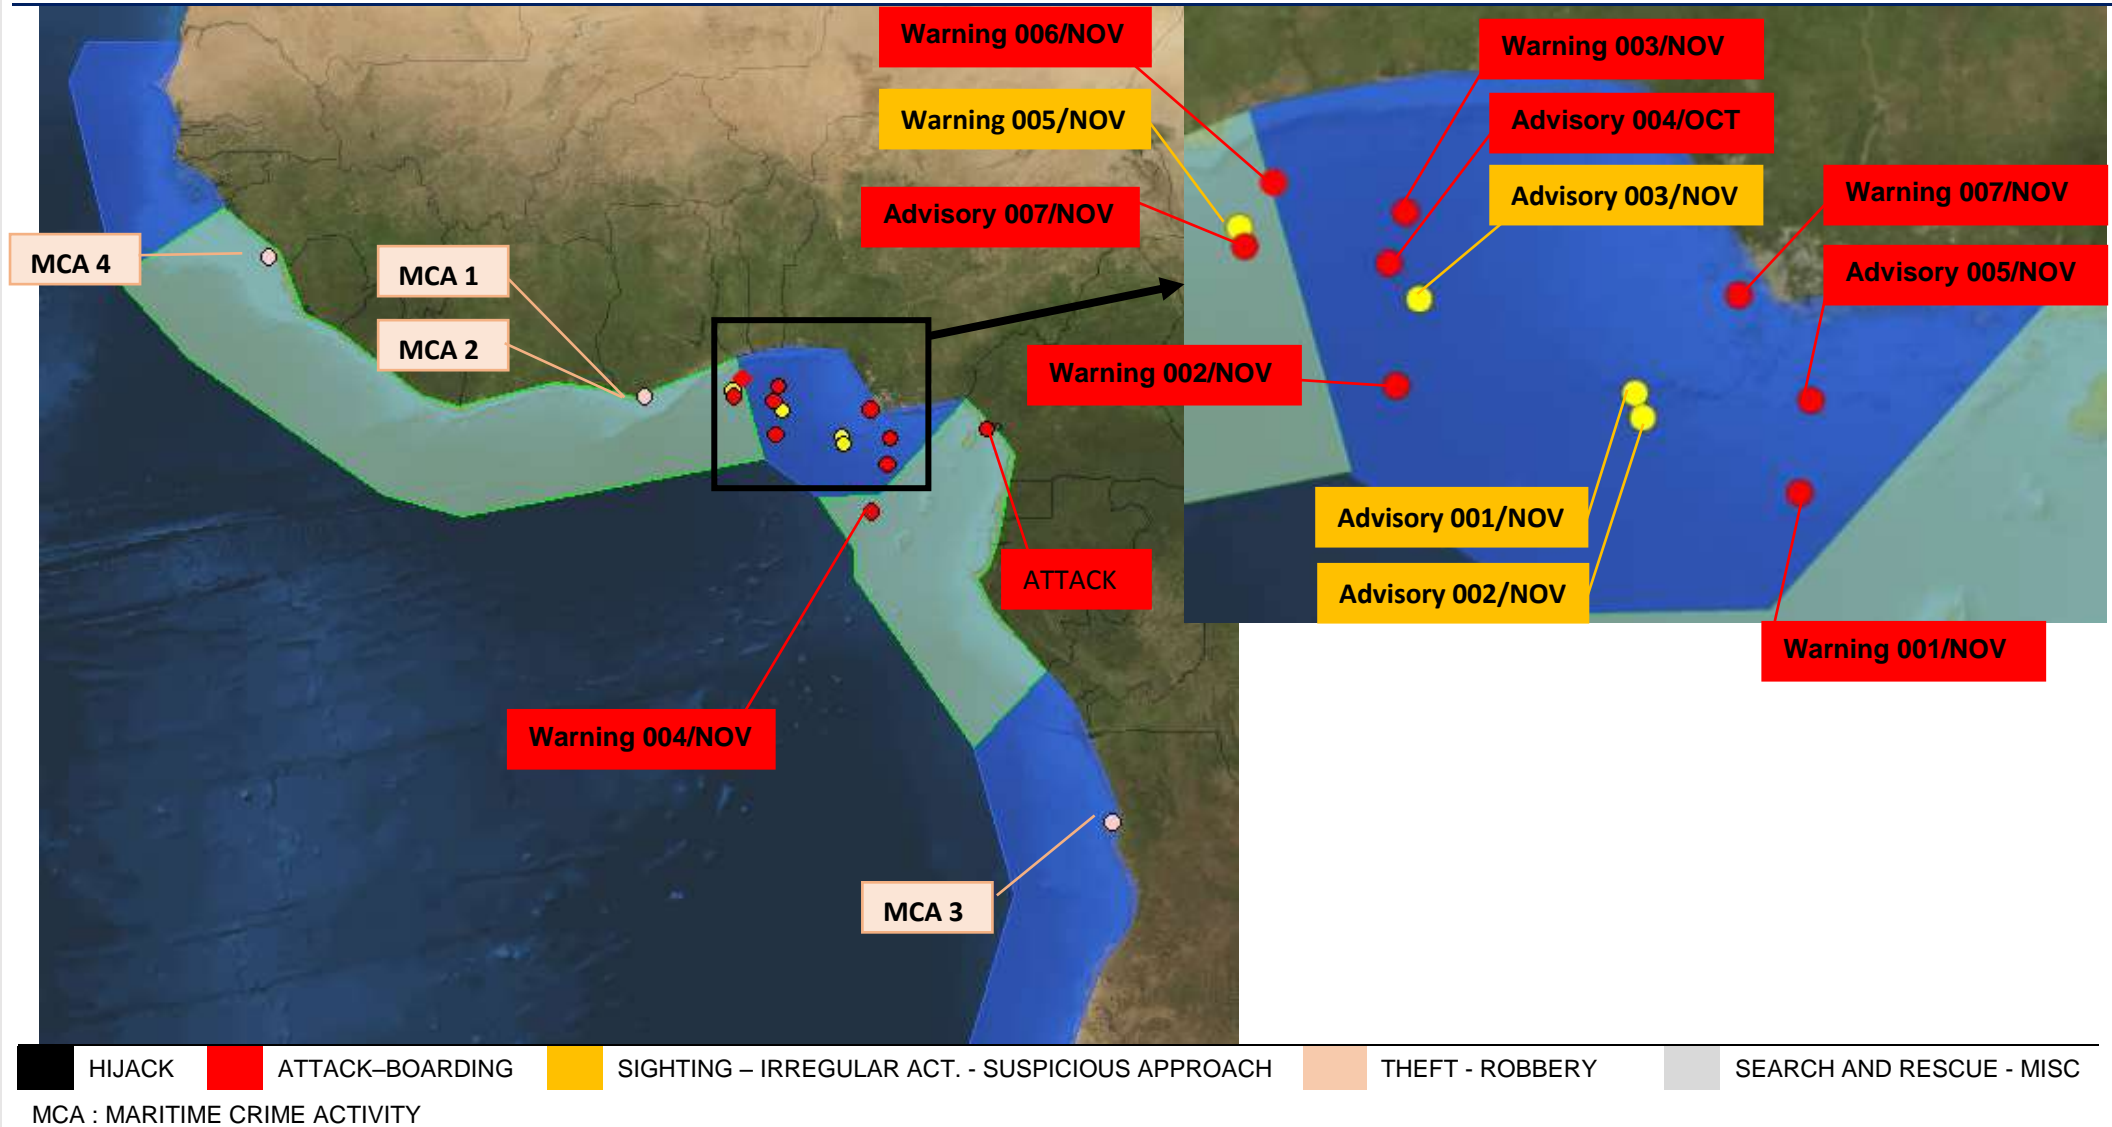 Warning 006/NOV
Warning 003/NOV
Warning 005/NOV
Advisory 004/OCT
Advisory 003/NOV
Warning 007/NOV
Advisory 007/NOV
MCA 4
MCA 1
Advisory 005/NOV
MCA 2
Warning 002/NOV
Advisory 001/NOV
ATTACK
Advisory 002/NOV
Warning 001/NOV
Warning 004/NOV
MCA 3
HIJACK
ATTACK–BOARDING
SIGHTING – IRREGULAR ACT. - SUSPICIOUS APPROACH
THEFT - ROBBERY
SEARCH AND RESCUE - MISC
MCA : MARITIME CRIME ACTIVITY